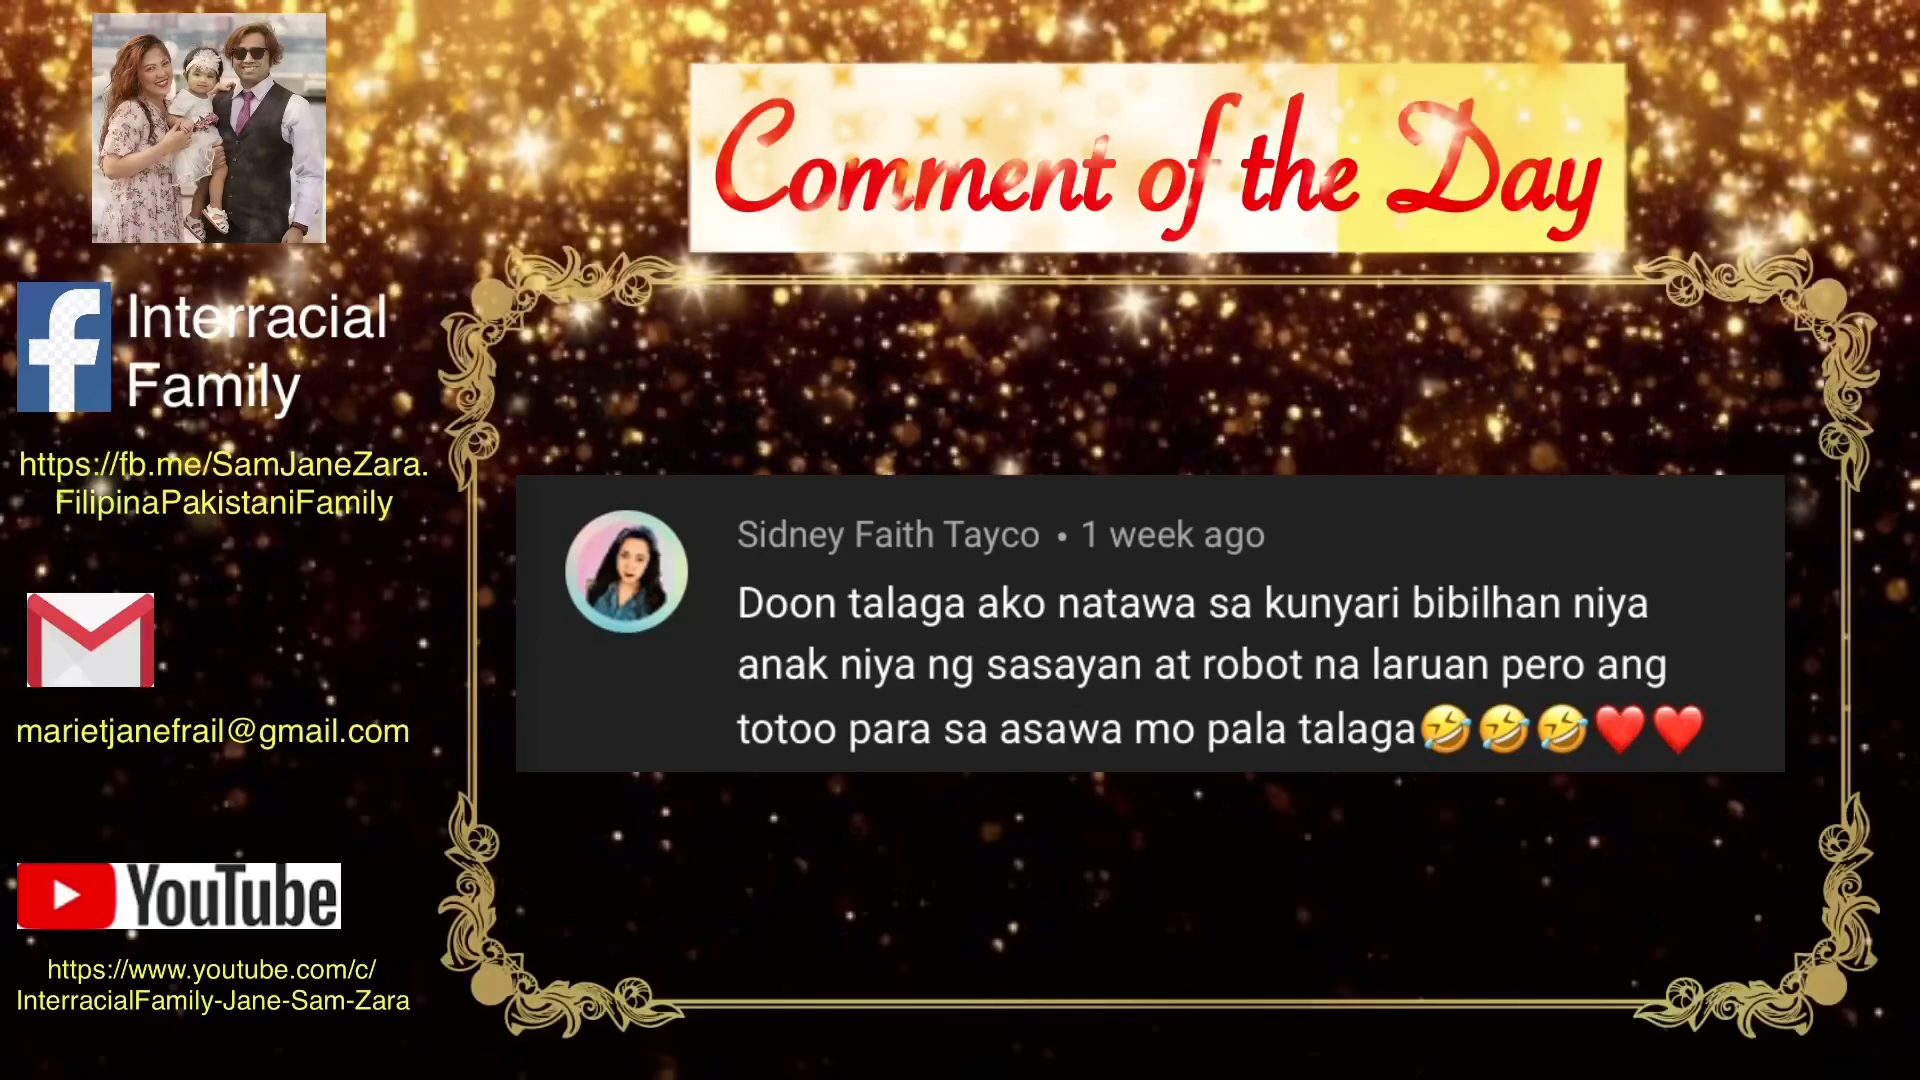 Comment of the Day
Interracial
Family
https://fb.me/SamJaneZara.
FilipinaPakistaniFamily
marietjanefrail@gmail.com
YouTube
https://www.youtube.com/c/
InterracialFamily-Jane-Sam-Zara
Sidney Faith Tayco • 1 week ago
Doon talaga ako natawa sa kunyari bibilhan niya
anak niya ng sasayan at robot na laruan pero ang
totoo para sa asawa mo pala talaga🤣🤣🤣❤️❤️